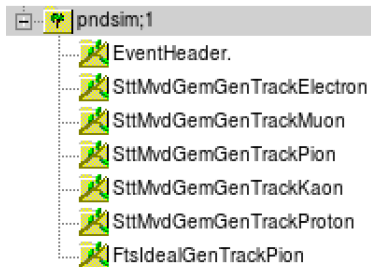 pndsim;1
EventHeader.
SttMvdGemGenTrackElectron
SttMvdGemGenTrackMuon
SttMvdGemGenTrackPion
SttMvdGemGenTrackKaon
SttMvdGemGenTrackProton
FtsIdealGenTrackPion